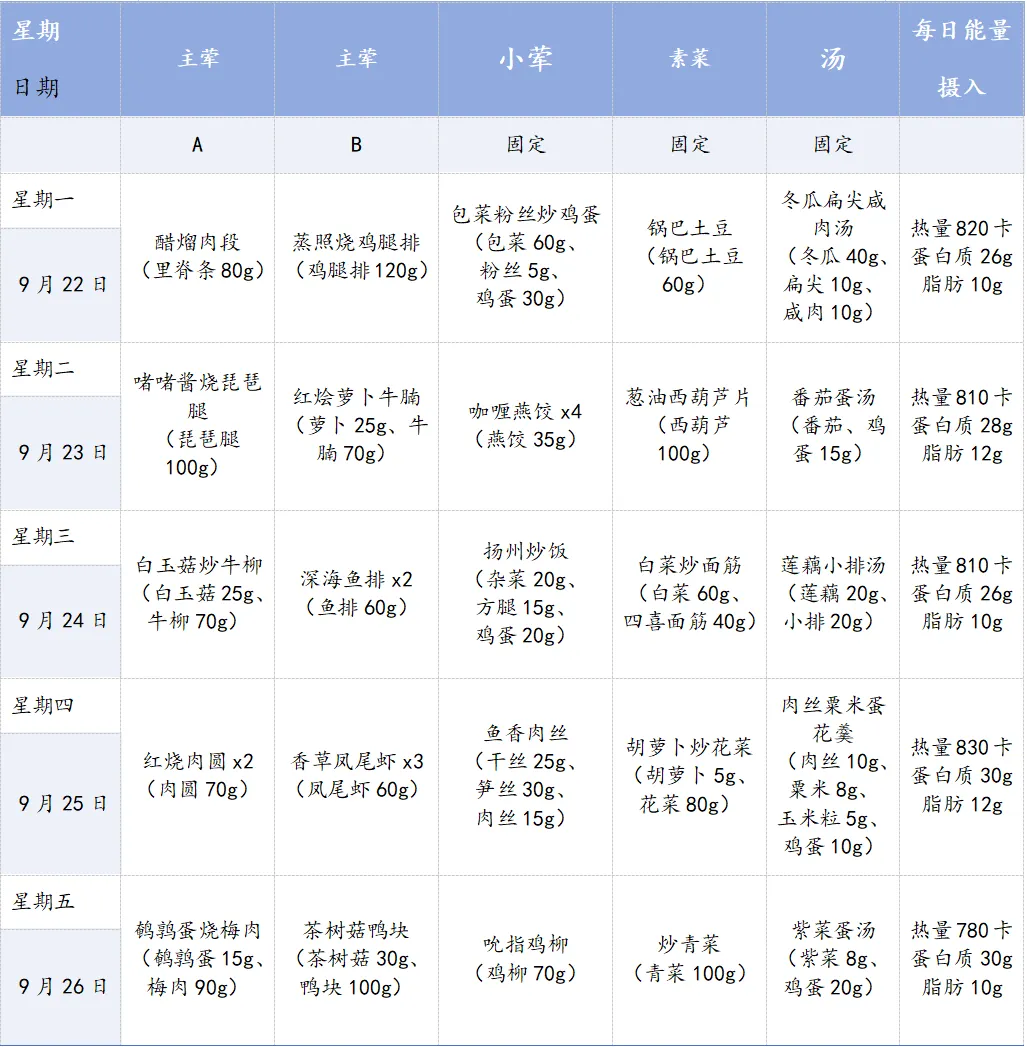 星期
日期
主荤
主荤
小荤
素菜
汤
每日能量
摄入
A
B
固定
固定
固定
星期一
9月22日
醋熘肉段
（里脊条80g）
蒸照烧鸡腿排
（鸡腿排120g）
包菜粉丝炒鸡蛋
（包菜60g、
粉丝5g、
鸡蛋30g）
锅巴土豆
（锅巴土豆
60g）
冬瓜扁尖咸
肉汤
（冬瓜40g、
扁尖10g、
咸肉10g）
热量820卡
蛋白质26g
脂肪10g
星期二
9月23日
啫啫酱烧琵琶
腿
（琵琶腿
100g）
红烩萝卜牛腩
（萝卜25g、牛
腩70g）
咖喱燕饺x4
（燕饺35g）
葱油西葫芦片
（西葫芦
100g）
番茄蛋汤
（番茄、鸡
蛋15g）
热量810卡
蛋白质28g
脂肪12g
星期三
9月24日
白玉菇炒牛柳
（白玉菇25g、
牛柳70g）
深海鱼排x2
（鱼排60g）
扬州炒饭
（杂菜20g、
方腿15g、
鸡蛋20g）
白菜炒面筋
（白菜60g、
四喜面筋40g）
莲藕小排汤
（莲藕20g、
小排20g）
热量810卡
蛋白质26g
脂肪10g
星期四
9月25日
红烧肉圆x2
（肉圆70g）
香草凤尾虾x3
（凤尾虾60g）
鱼香肉丝
（干丝25g、
笋丝30g、
肉丝15g）
胡萝卜炒花菜
（胡萝卜5g、
花菜80g）
肉丝粟米蛋
花羹
（肉丝10g、
粟米8g、
玉米粒5g、
鸡蛋10g）
热量830卡
蛋白质30g
脂肪12g
星期五
9月26日
鹌鹑蛋烧梅肉
（鹌鹑蛋15g、
梅肉90g）
茶树菇鸭块
（茶树菇30g、
鸭块100g）
吮指鸡柳
（鸡柳70g）
炒青菜
（青菜100g）
紫菜蛋汤
（紫菜8g、
鸡蛋20g）
热量780卡
蛋白质30g
脂肪10g